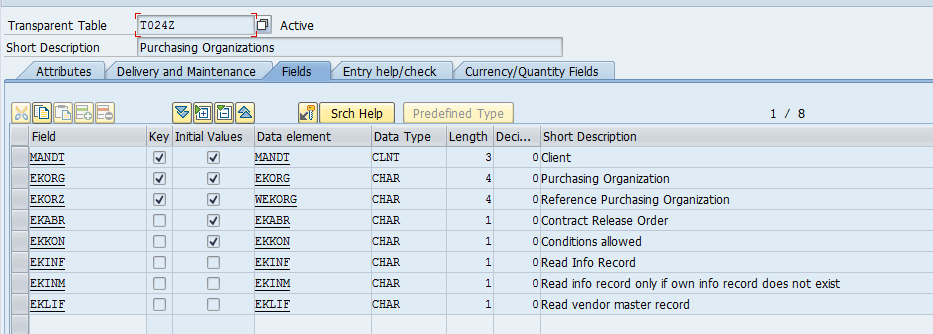 Transparent Table T024Z Active
Short Description Purchasing Organizations
Attributes Delivery and Maintenance Fields Entry help/check Currency/Quantity Fields
Srch Help Predefined Type 1 / 8
Field Key Initial Values Data element Data Type Length Deci... Short Description
MANDT MANDT CLNT 3 0 Client
EKORG EKORG CHAR 4 0 Purchasing Organization
EKORZ WEKORG CHAR 4 0 Reference Purchasing Organization
EKABR EKABR CHAR 1 0 Contract Release Order
EKKON EKKON CHAR 1 0 Conditions allowed
EKINF EKINF CHAR 1 0 Read Info Record
EKINM EKINM CHAR 1 0 Read info record only if own info record does not exist
EKLIF EKLIF CHAR 1 0 Read vendor master record